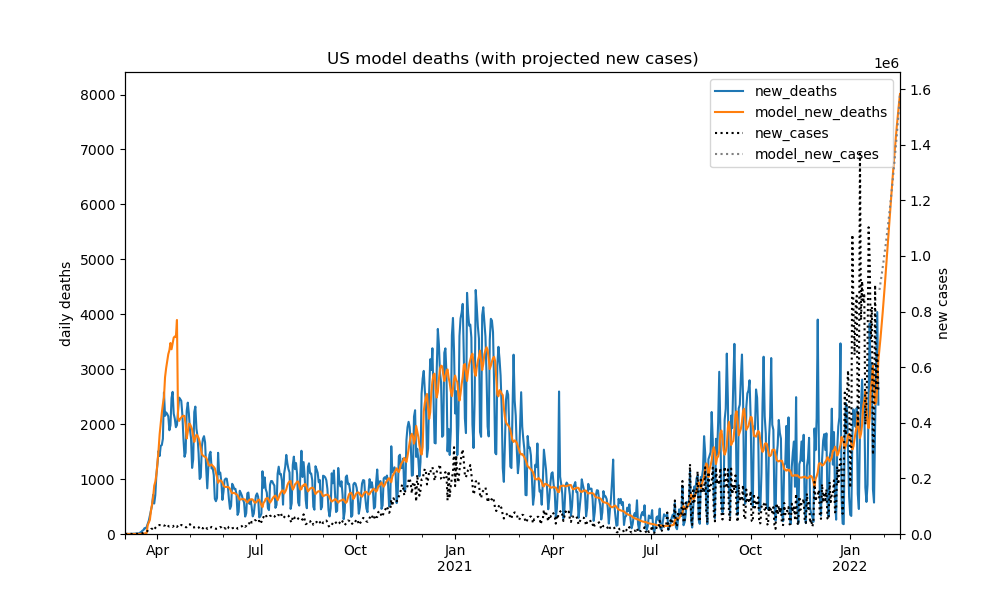 US model deaths (with projected new cases)
1e6
new_deaths
model_new_deaths
new_cases
model_new_cases
daily deaths
8000
7000
6000
5000
4000
3000
2000
1000
0
new cases
1.6
1.4
1.2
1.0
0.8
0.6
0.4
0.2
0.0
Apr Jul Oct Jan Apr Jul Oct Jan
2021 2022